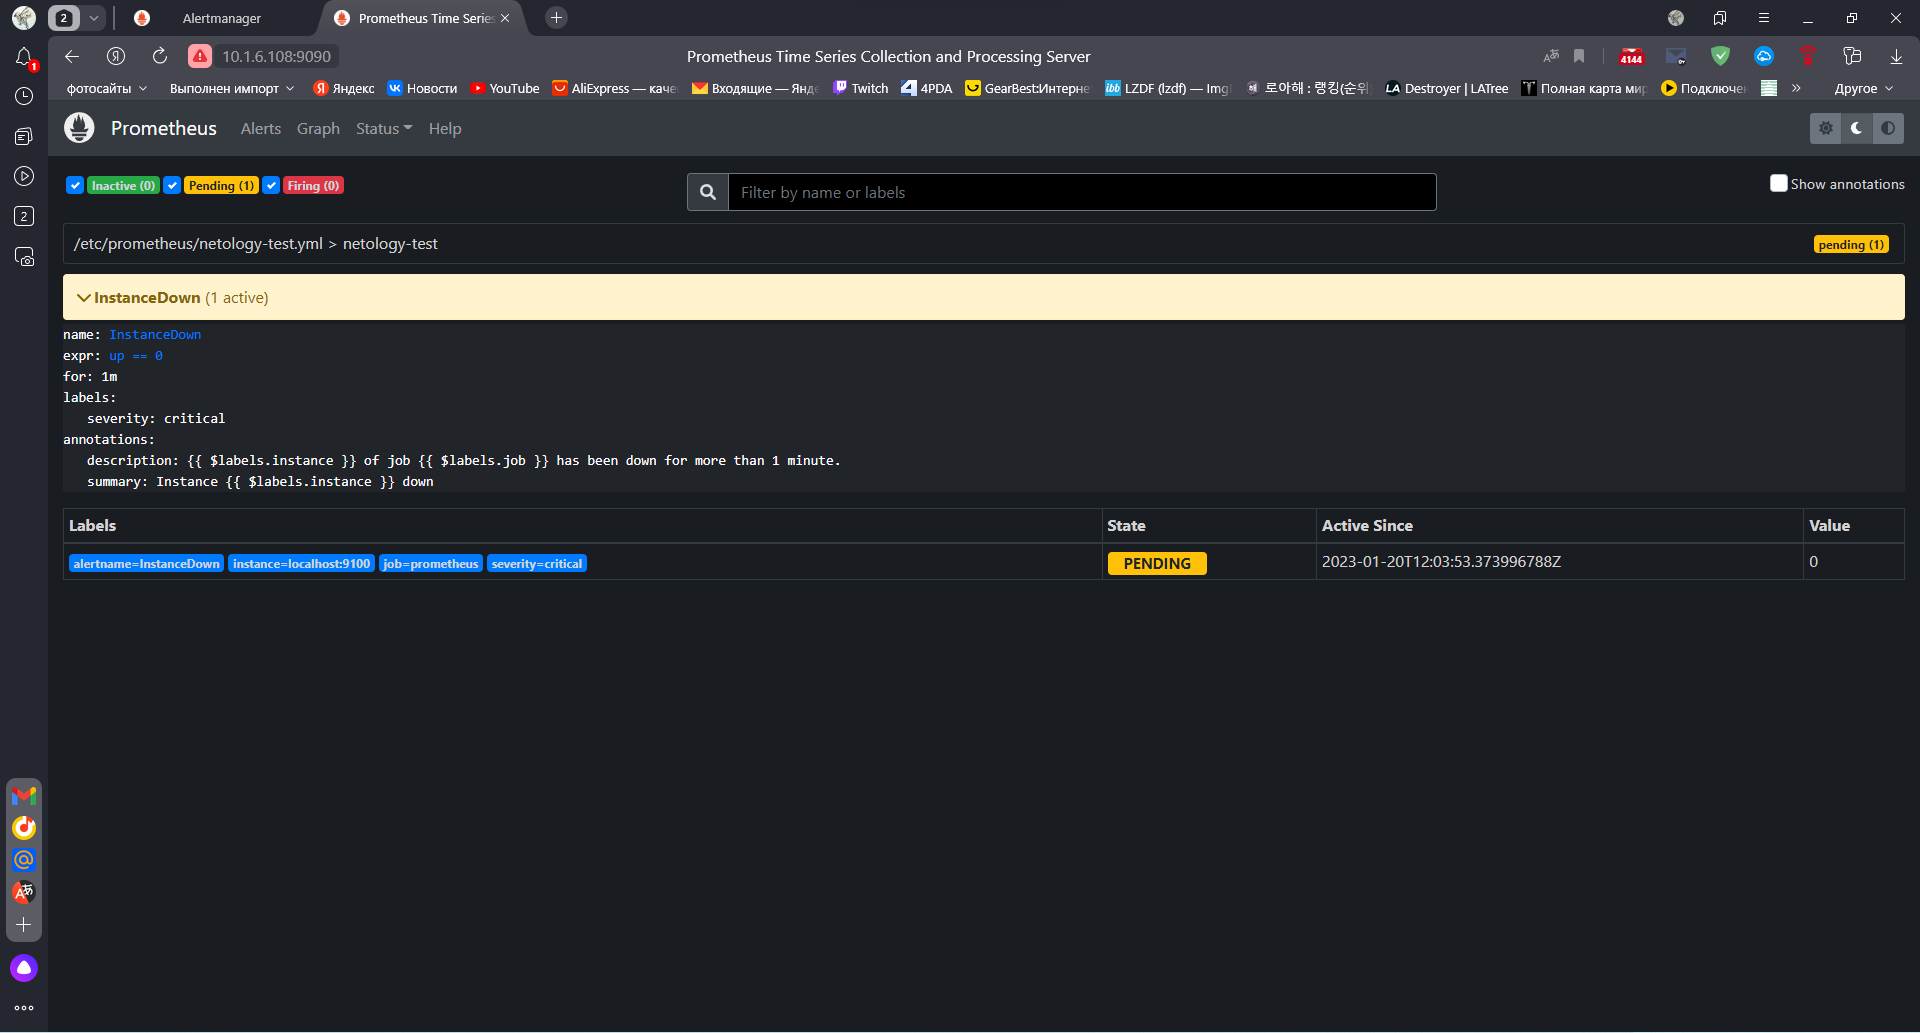 2
Alertmanager
Prometheus Time Series
1
10.1.6.108:9090
Prometheus Time Series Collection and Processing Server
4144
фотосайты
Выполнен импорт
Яндекс
Новости
YouTube
AliExpress — каче
Входящие — Янде
Twitch
4PDA
GearBest:Интерне
LZDF (lzdf) — Img
로아해 : 랭킹(순위
Destroyer | LATree
Полная карта мир
Подключен
Другое
Prometheus
Alerts
Graph
Status
Help
Inactive (0)
Pending (1)
Firing (0)
Filter by name or labels
Show annotations
2
/etc/prometheus/netology-test.yml > netology-test
pending (1)
InstanceDown (1 active)
name: InstanceDown
expr: up == 0
for: 1m
labels:
severity: critical
annotations:
description: {{ $labels.instance }} of job {{ $labels.job }} has been down for more than 1 minute.
summary: Instance {{ $labels.instance }} down
Labels
State
Active Since
Value
alertname=InstanceDown
instance=localhost:9100
job=prometheus
severity=critical
PENDING
2023-01-20T12:03:53.373996788Z
0